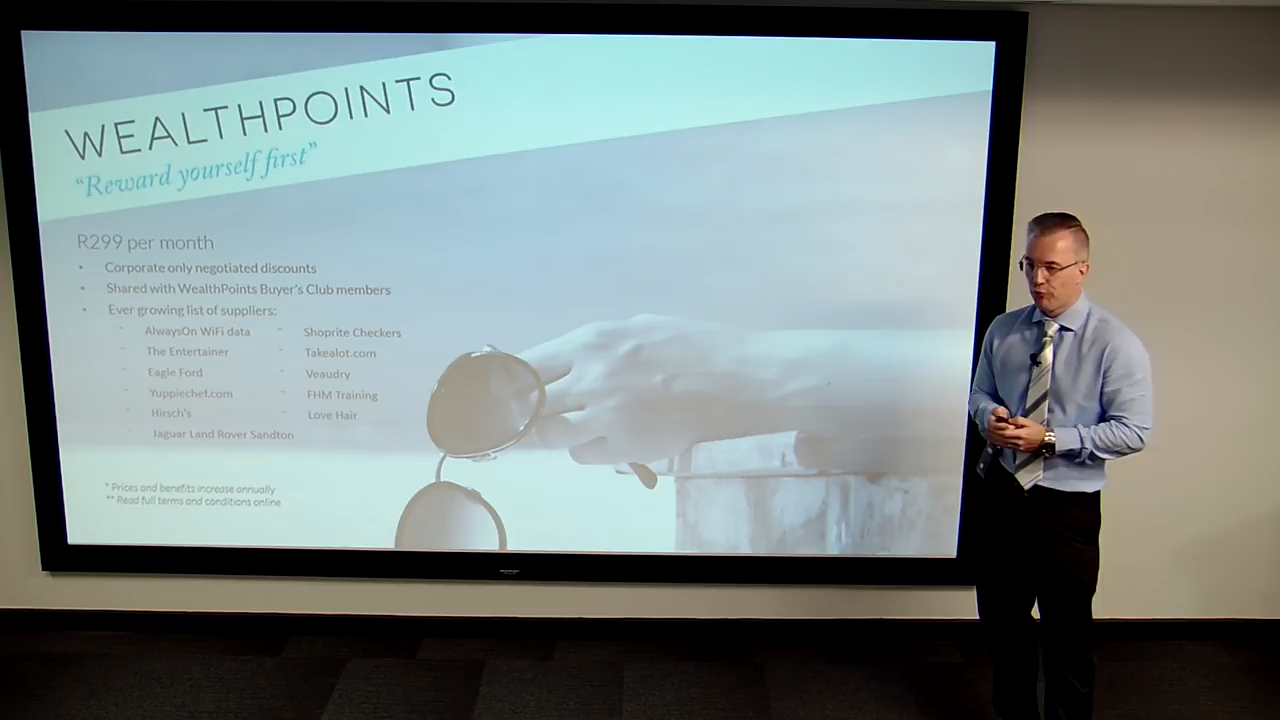 WEALTHPOINTS
“Reward yourself first”
R299 per month
• Corporate only negotiated discounts
• Shared with WealthPoints Buyer's Club members
• Ever growing list of suppliers:
- AlwaysOn WiFi data
- The Entertainer
- Eagle Ford
- Yuppiechef.com
- Hirsch's
- Jaguar Land Rover Sandton
- Shoprite Checkers
- Takealot.com
- Veaudry
- FHM Training
- Love Hair
* Prices and benefits increase annually
** Read full terms and conditions online